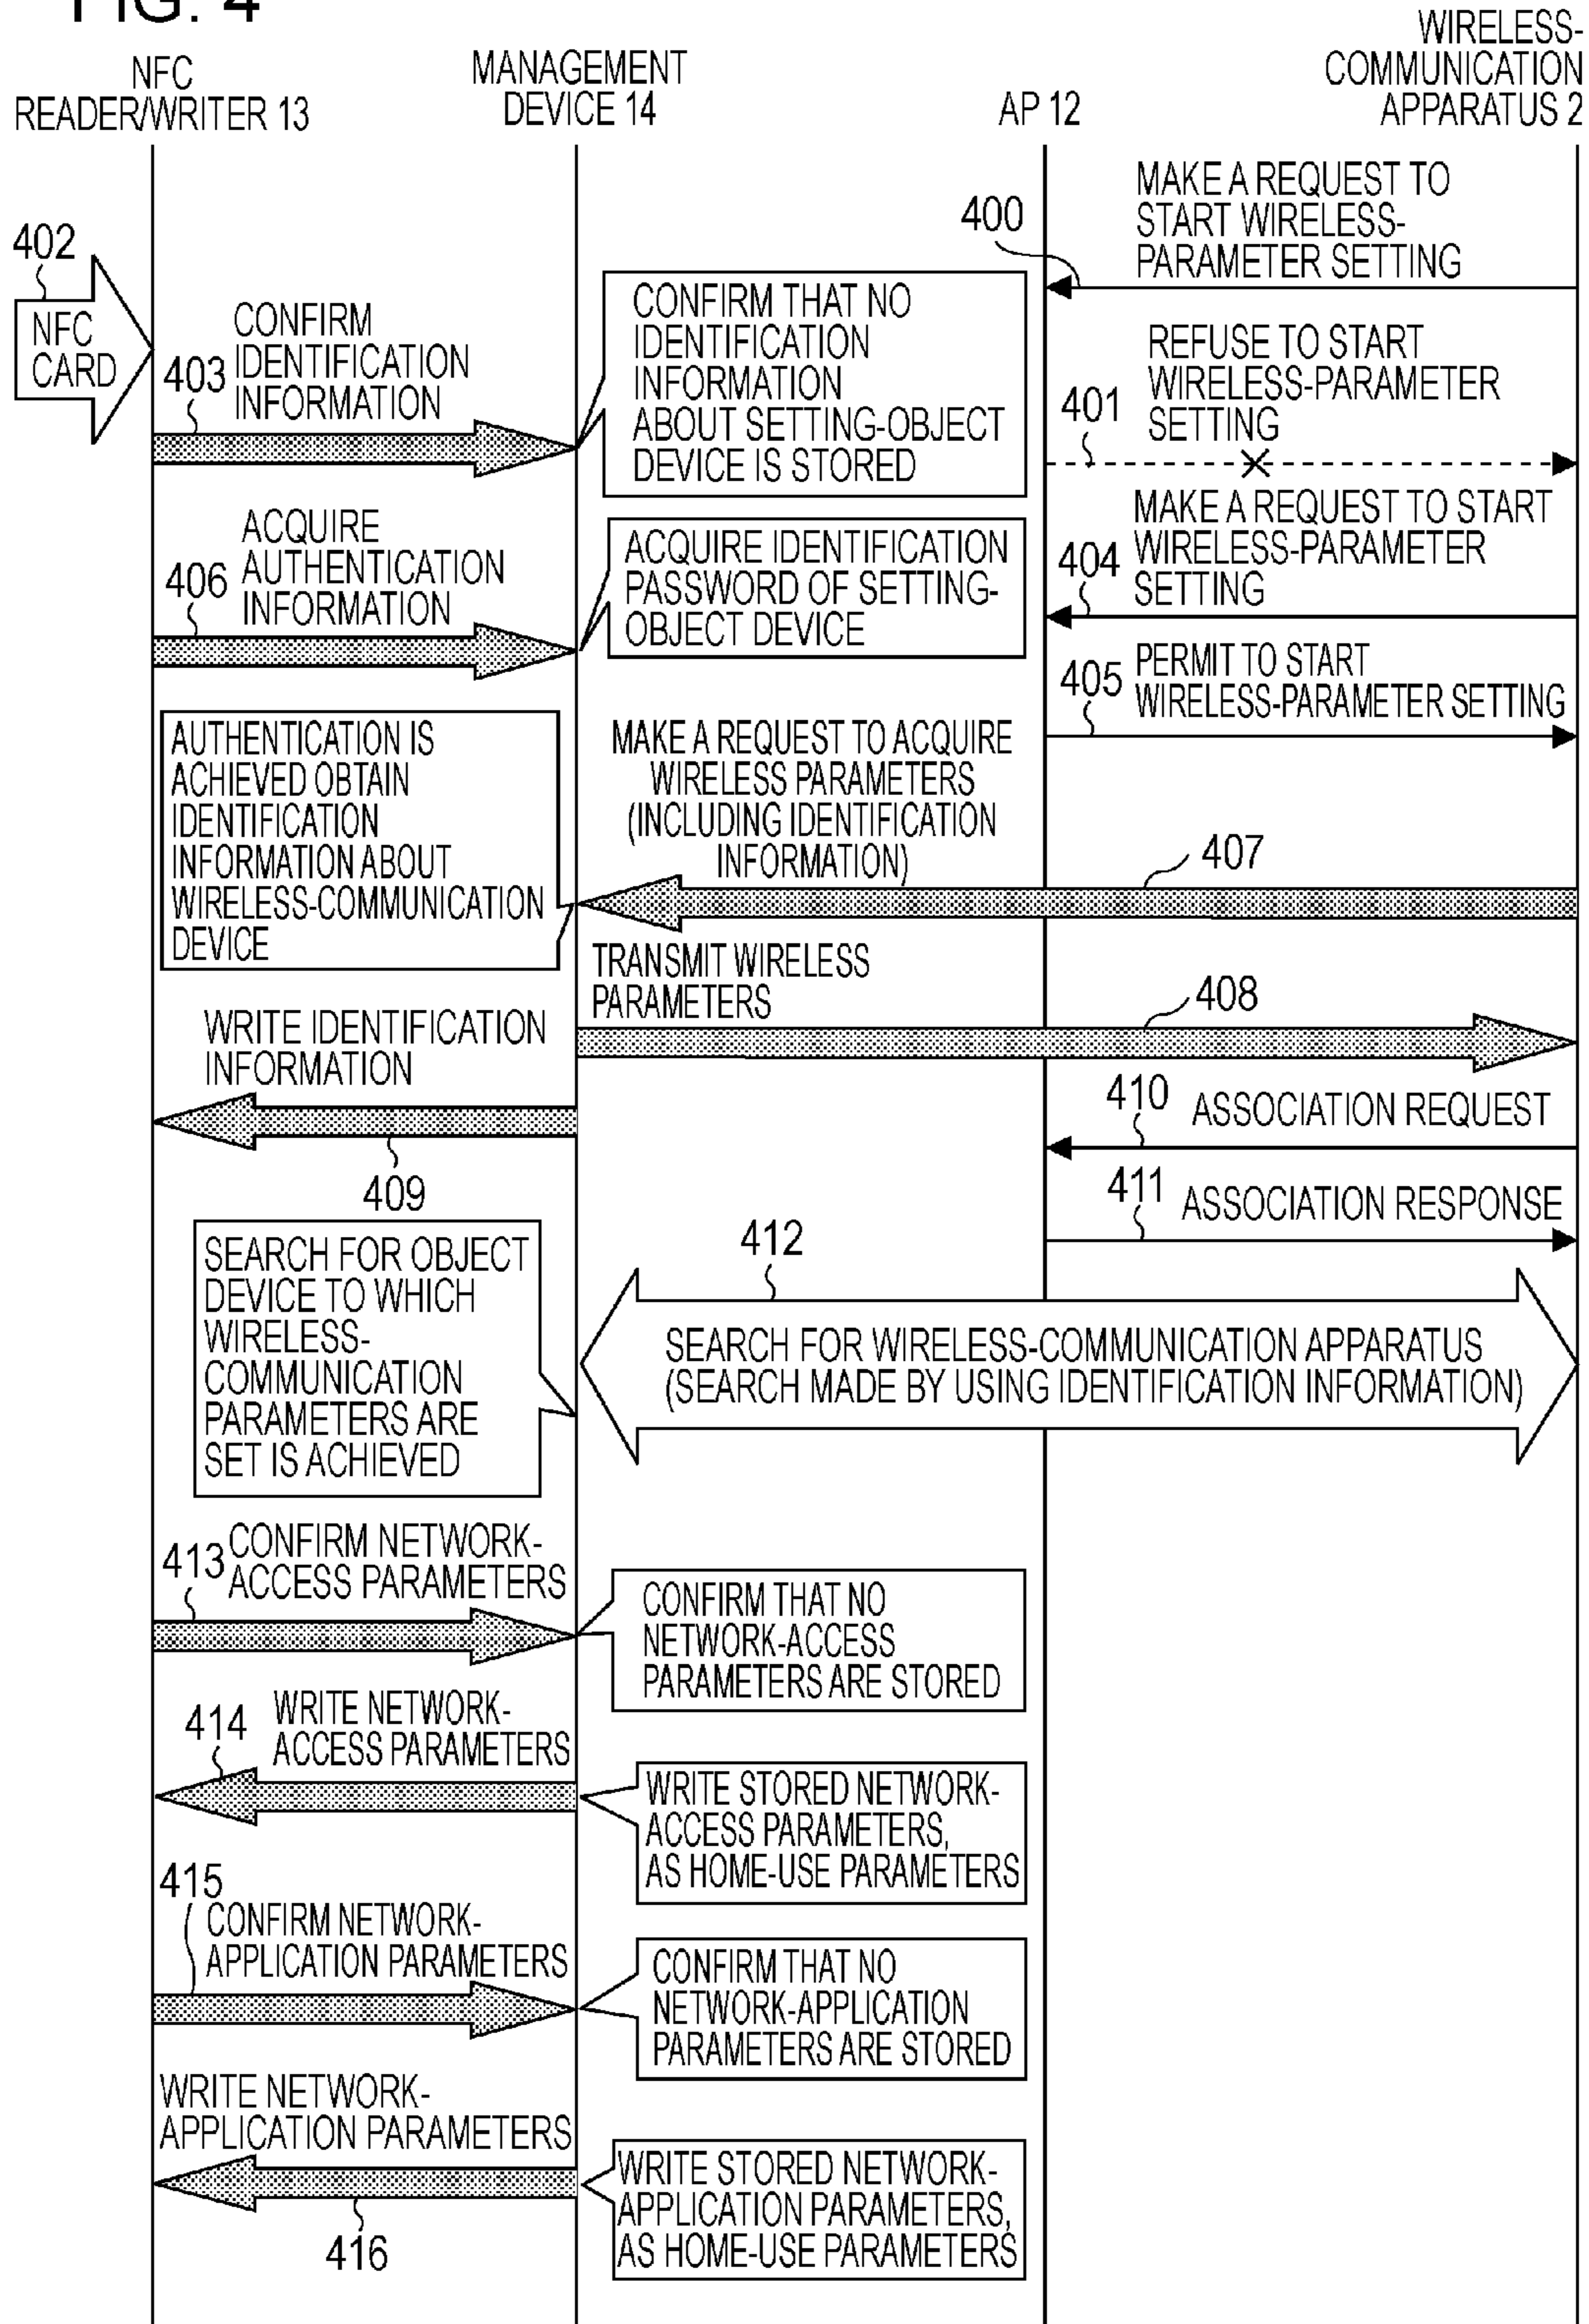 FIG. 4
NFC
READER/WRITER 13
MANAGEMENT
DEVICE 14
AP 12
WIRELESS-
COMMUNICATION
APPARATUS 2
400
MAKE A REQUEST TO
START WIRELESS-
PARAMETER SETTING
402
NFC
CARD
403
CONFIRM
IDENTIFICATION
INFORMATION
CONFIRM THAT NO
IDENTIFICATION
INFORMATION
ABOUT SETTING-OBJECT
DEVICE IS STORED
401
REFUSE TO START
WIRELESS-PARAMETER
SETTING
404
MAKE A REQUEST TO START
WIRELESS-PARAMETER
SETTING
406
ACQUIRE
AUTHENTICATION
INFORMATION
ACQUIRE IDENTIFICATION
PASSWORD OF SETTING-
OBJECT DEVICE
405
PERMIT TO START
WIRELESS-PARAMETER SETTING
AUTHENTICATION IS
ACHIEVED OBTAIN
IDENTIFICATION
INFORMATION ABOUT
WIRELESS-COMMUNICATION
DEVICE
MAKE A REQUEST TO ACQUIRE
WIRELESS PARAMETERS
(INCLUDING IDENTIFICATION
INFORMATION)
407
TRANSMIT WIRELESS
PARAMETERS
408
WRITE IDENTIFICATION
INFORMATION
409
410
ASSOCIATION REQUEST
411
ASSOCIATION RESPONSE
SEARCH FOR OBJECT
DEVICE TO WHICH
WIRELESS-
COMMUNICATION
PARAMETERS ARE
SET IS ACHIEVED
412
SEARCH FOR WIRELESS-COMMUNICATION APPARATUS
(SEARCH MADE BY USING IDENTIFICATION INFORMATION)
413
CONFIRM NETWORK-
ACCESS PARAMETERS
CONFIRM THAT NO
NETWORK-ACCESS
PARAMETERS ARE STORED
414
WRITE NETWORK-
ACCESS PARAMETERS
WRITE STORED NETWORK-
ACCESS PARAMETERS,
AS HOME-USE PARAMETERS
415
CONFIRM NETWORK-
APPLICATION PARAMETERS
CONFIRM THAT NO
NETWORK-APPLICATION
PARAMETERS ARE STORED
WRITE NETWORK-
APPLICATION PARAMETERS
416
WRITE STORED NETWORK-
APPLICATION PARAMETERS,
AS HOME-USE PARAMETERS